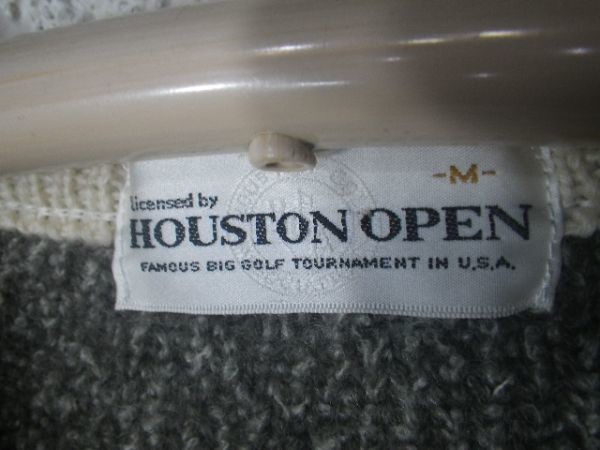 -M-
licensed by
HOUSTON OPEN
FAMOUS BIG GOLF TOURNAMENT IN U.S.A.